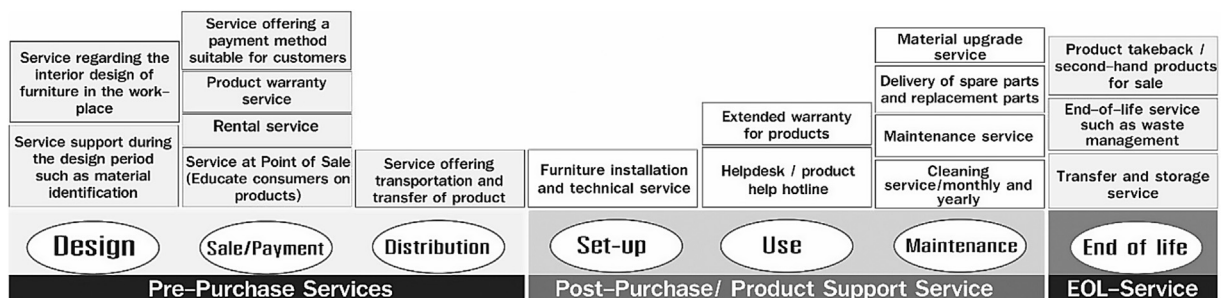 Service regarding the
interior design of
furniture in the work–
place
Service support during
the design period
such as material
identification
Service offering a
payment method
suitable for customers
Product warranty
service
Rental service
Service at Point of Sale
(Educate consumers on
products)
Service offering
transportation and
transfer of product
Furniture installation
and technical service
Extended warranty
for products
Helpdesk / product
help hotline
Material upgrade
service
Delivery of spare parts
and replacement parts
Maintenance service
Cleaning
service/monthly and
yearly
Product takeback /
second–hand products
for sale
End–of–life service
such as waste
management
Transfer and storage
service
Design
Sale/Payment
Distribution
Set-up
Use
Maintenance
End of life
Pre–Purchase Services
Post–Purchase/ Product Support Service
EOL–Service